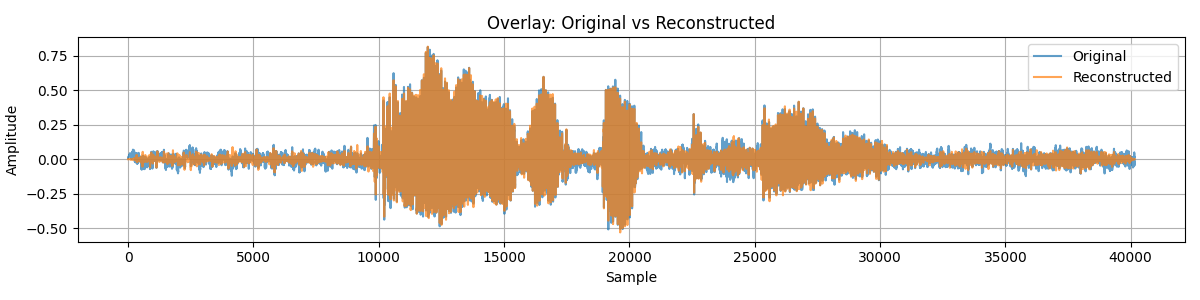 Overlay: Original vs Reconstructed
Amplitude
0.75
0.50
0.25
0.00
−0.25
−0.50
Original
Reconstructed
0 5000 10000 15000 20000 25000 30000 35000 40000
Sample